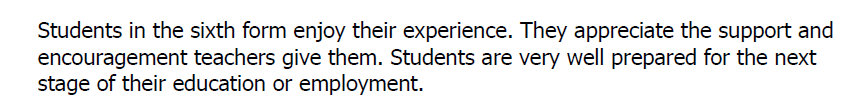 Students in the sixth form enjoy their experience. They appreciate the support and
encouragement teachers give them. Students are very well prepared for the next
stage of their education or employment.